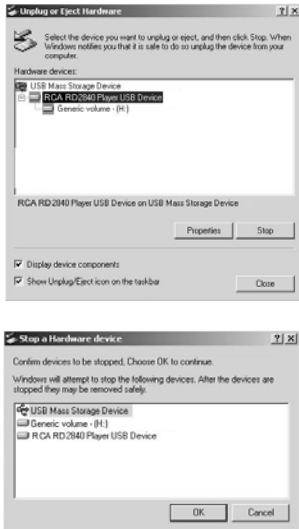 Unplug or Eject Hardware
Select the device you want to unplug or eject, and then click Stop. When
Windows notifies you that it is safe to do so unplug the device from your
computer.
Hardware devices:
USB Mass Storage Device
RCA RD2840 Player USB Device
Generic volume - (H:)
RCA RD2840 Player USB Device on USB Mass Storage Device
Properties
Stop
Display device components
Show Unplug/Eject icon on the taskbar
Close
Stop a Hardware device
Confirm devices to be stopped, Choose OK to continue.
Windows will attempt to stop the following devices. After the devices are
stopped they may be removed safely.
USB Mass Storage Device
Generic volume - (H:)
RCA RD2840 Player USB Device
OK
Cancel